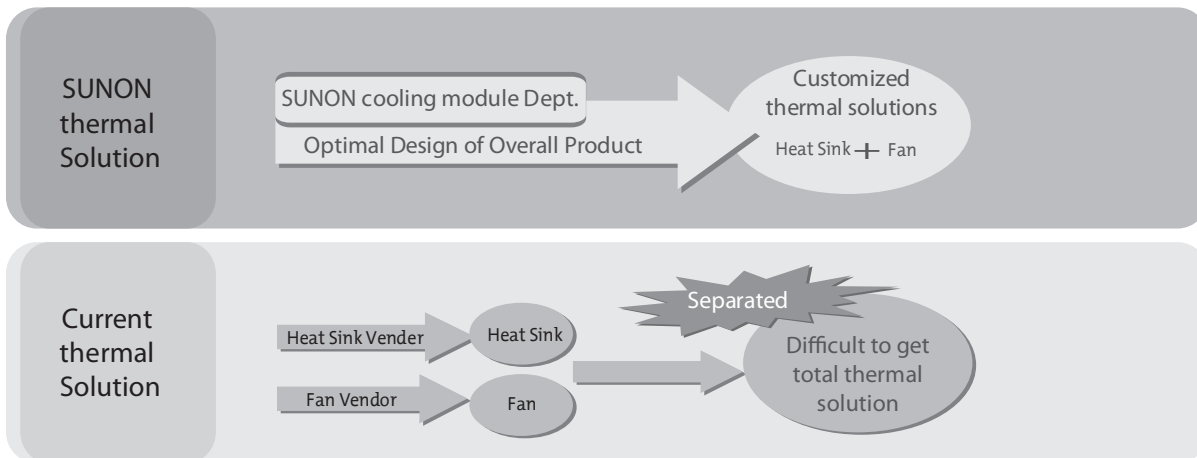 SUNON
thermal
Solution
SUNON cooling module Dept.
Optimal Design of Overall Product
Customized
thermal solutions
Heat Sink + Fan
Current
thermal
Solution
Heat Sink Vender
Heat Sink
Fan Vendor
Fan
Separated
Difficult to get
total thermal
solution